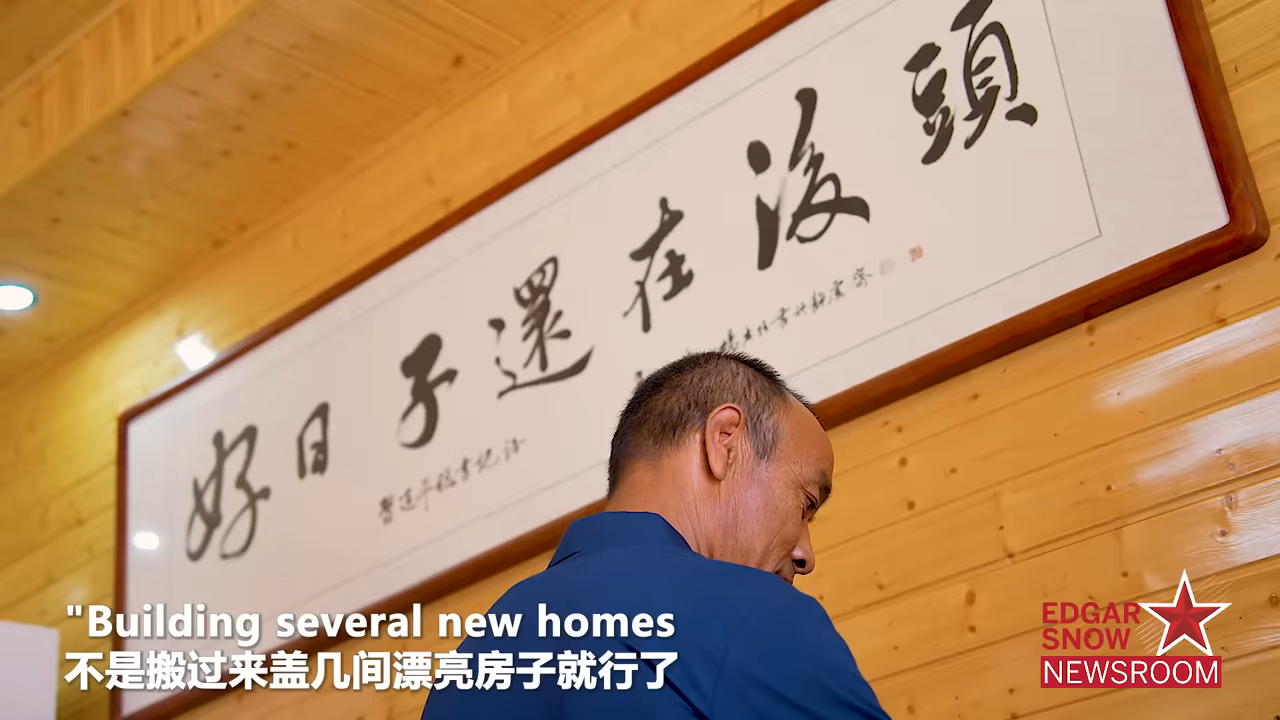 好日子還在後頭
"Building several new homes
不是搬过来盖几间漂亮房子就行了
EDGAR
SNOW
NEWSROOM